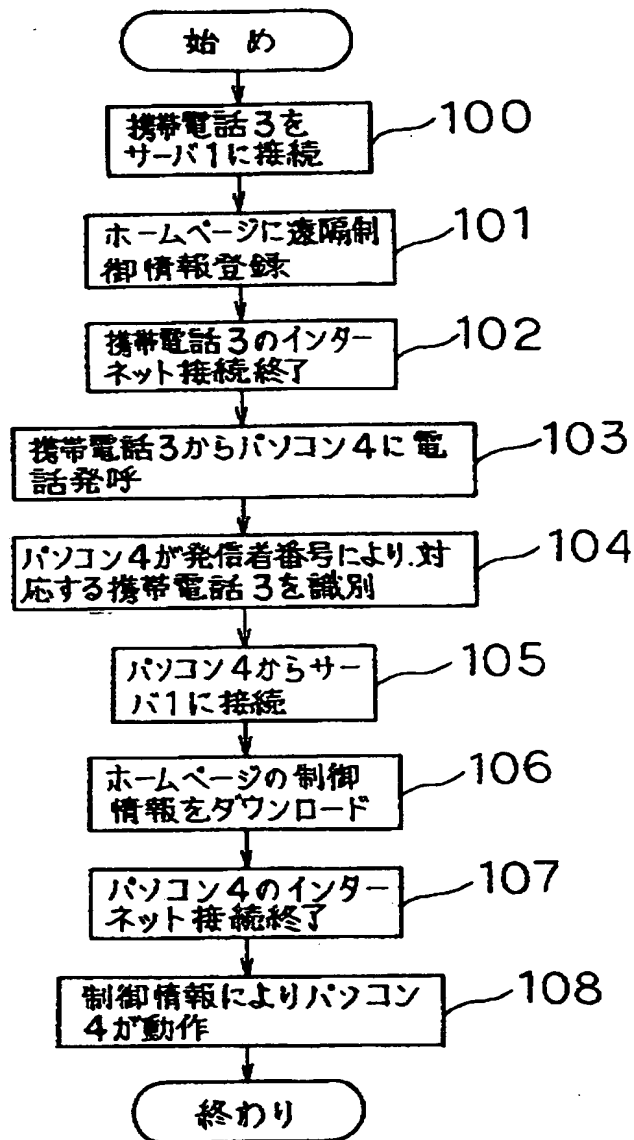 始め
携帯電話3を
サーバ1に接続
100
ホームページに遠隔制
御情報登録
101
携帯電話3のインター
ネット接続終了
102
携帯電話3からパソコン4に電
話発呼
103
パソコン4が発信者番号により、対
応する携帯電話3を識別
104
パソコン4からサー
バ1に接続
105
ホームページの制御
情報をダウンロード
106
パソコン4のインター
ネット接続終了
107
制御情報によりパソコン
4が動作
108
終わり